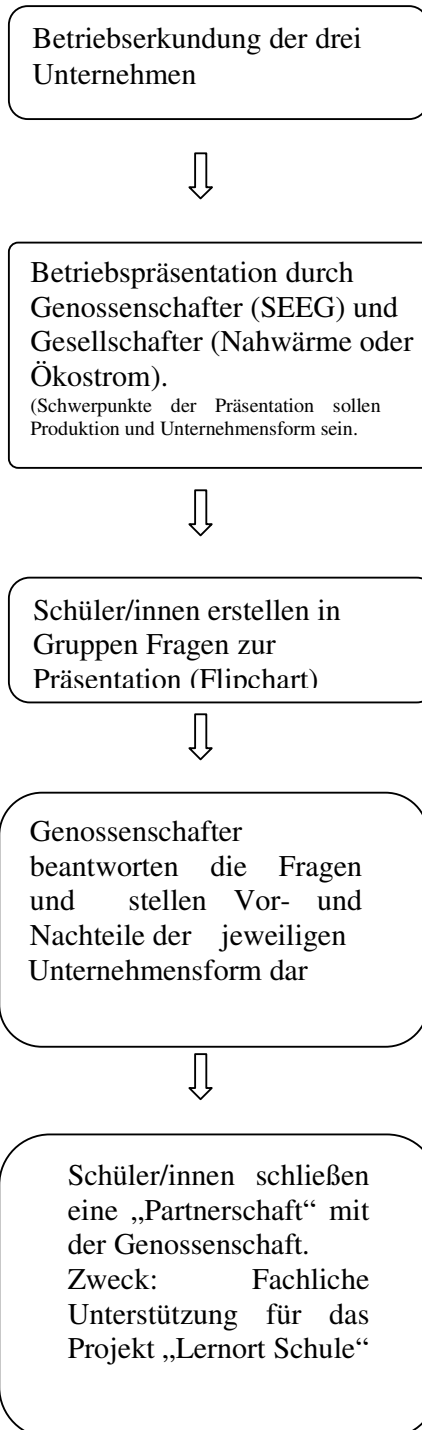 Betriebserkundung der drei
Unternehmen
Betriebspräsentation durch
Genossenschafter (SEEG) und
Gesellschafter (Nahwärme oder
Ökostrom).
(Schwerpunkte der Präsentation sollen
Produktion und Unternehmensform sein.
Schüler/innen erstellen in
Gruppen Fragen zur
Präsentation (Flipchart)
Genossenschafter
beantworten die Fragen
und stellen Vor- und
Nachteile der jeweiligen
Unternehmensform dar
Schüler/innen schließen
eine „Partnerschaft“ mit
der Genossenschaft.
Zweck: Fachliche
Unterstützung für das
Projekt „Lernort Schule“